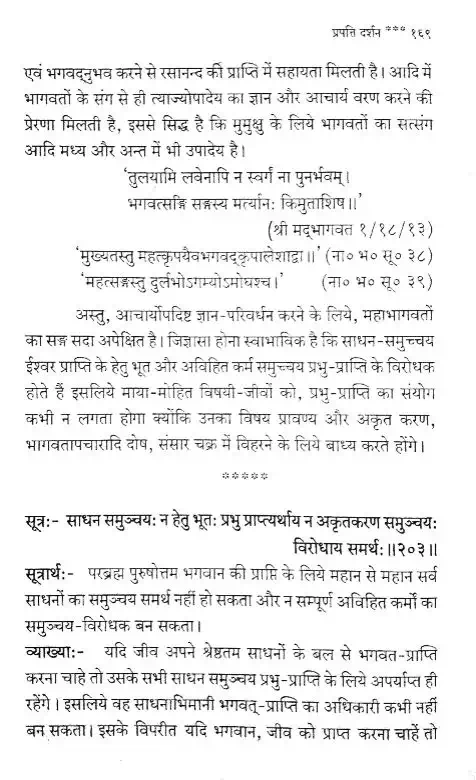 प्रपत्ति दर्शन *** १६९
एवं भगवद्नुभव करने से रसानन्द की प्राप्ति में सहायता मिलती है। आदि में
भागवतों के संग से ही त्याज्योपादेय का ज्ञान और आचार्य वरण करने की
प्रेरणा मिलती है, इससे सिद्ध है कि मुमुक्षु के लिये भागवतों का सत्संग
आदि मध्य और अन्त में भी उपादेय है।
'तुलयामि लवेनापि न स्वर्गं ना पुनर्भवम्।
भगवत्सङ्गि सङ्गस्य मर्त्यानः किमुताशिष॥'
(श्री मद्भागवत १/१८/१३)
'मुख्यतस्तु महत्कृपयैवभगवद्कृपालेशाद्वा॥' (ना० भ० सू० ३८)
'महत्सङ्गस्तु दुर्लभोऽगम्योऽमोघश्च।' (ना० भ० सू० ३९)
अस्तु, आचार्योपदिष्ट ज्ञान-परिवर्धन करने के लिये, महाभागवतों
का सङ्ग सदा अपेक्षित है। जिज्ञासा होना स्वाभाविक है कि साधन-समुच्चय
ईश्वर प्राप्ति के हेतु भूत और अविहित कर्म समुच्चय प्रभु-प्राप्ति के विरोधक
होते हैं इसलिये माया-मोहित विषयी-जीवों को, प्रभु-प्राप्ति का संयोग
कभी न लगता होगा क्योंकि उनका विषय प्रावण्य और अकृत करण,
भागवतापचारादि दोष, संसार चक्र में विहरने के लिये बाध्य करते होंगे।
*****
सूत्रः- साधन समुञ्चयः न हेतु भूतः प्रभु प्राप्त्यर्थाय न अकृतकरण समुञ्चयः
विरोधाय समर्थः॥२०३॥
सूत्रार्थः- परब्रह्म पुरुषोत्तम भगवान की प्राप्ति के लिये महान से महान सर्व
साधनों का समुञ्चय समर्थ नहीं हो सकता और न सम्पूर्ण अविहित कर्मों का
समुञ्चय-विरोधक बन सकता।
व्याख्याः- यदि जीव अपने श्रेष्ठतम साधनों के बल से भगवत-प्राप्ति
करना चाहे तो उसके सभी साधन समुञ्चय प्रभु-प्राप्ति के लिये अपर्याप्त ही
रहेंगे। इसलिये वह साधनाभिमानी भगवत्-प्राप्ति का अधिकारी कभी नहीं
बन सकता। इसके विपरीत यदि भगवान, जीव को प्राप्त करना चाहें तो